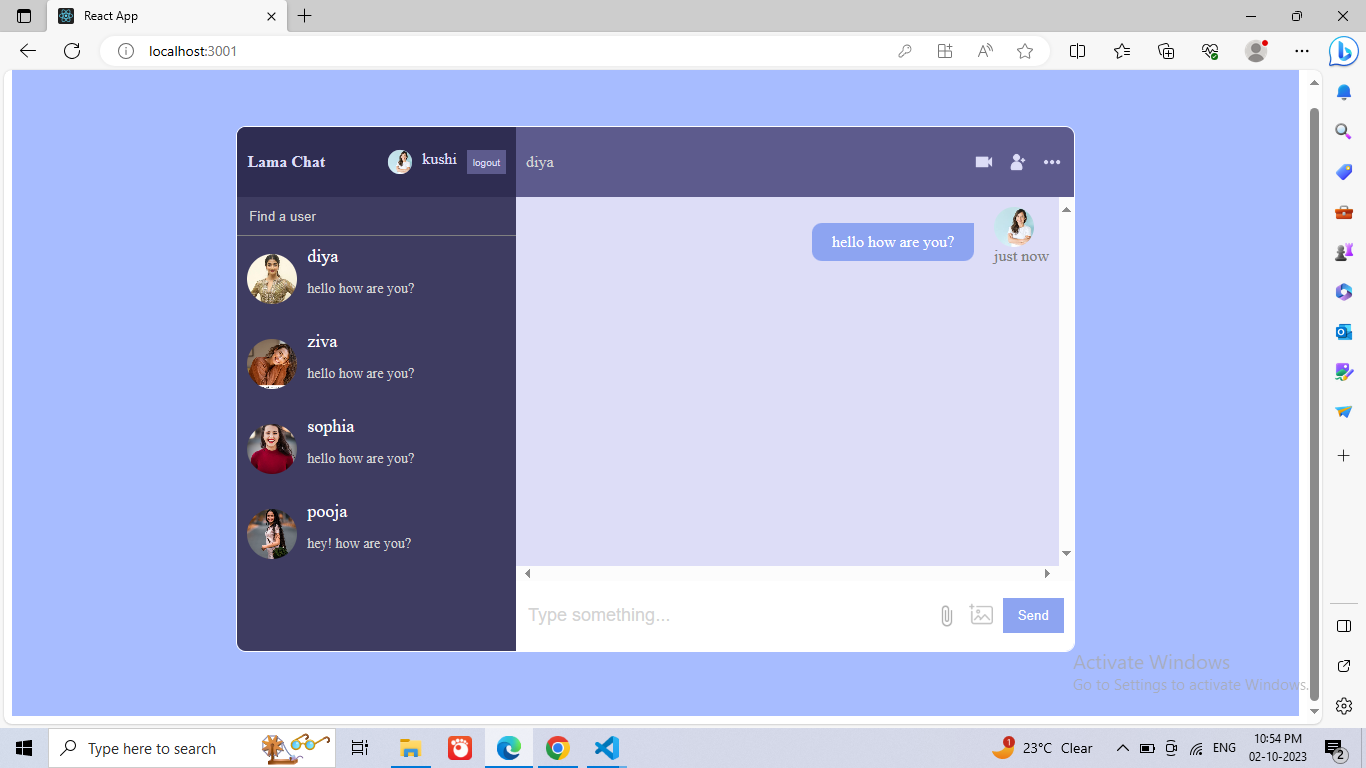 React App
localhost:3001
Lama Chat
kushi
logout
diya
Find a user
diya
hello how are you?
ziva
hello how are you?
sophia
hello how are you?
pooja
hey! how are you?
hello how are you?
just now
Type something...
Send
Activate Windows
Go to Settings to activate Windows.
Type here to search
1
23°C Clear
ENG
10:54 PM
02-10-2023
2